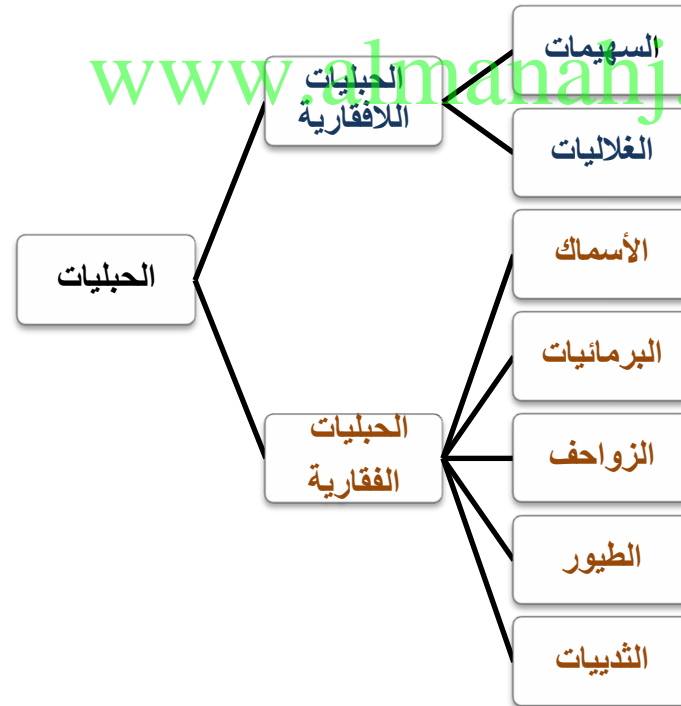 www.almanahj.
السهيمات
الحبليات
اللافقارية
الغلاليات
الأسماك
الحبليات
البرمائيات
الحبليات
الفقارية
الزواحف
الطيور
الثدييات